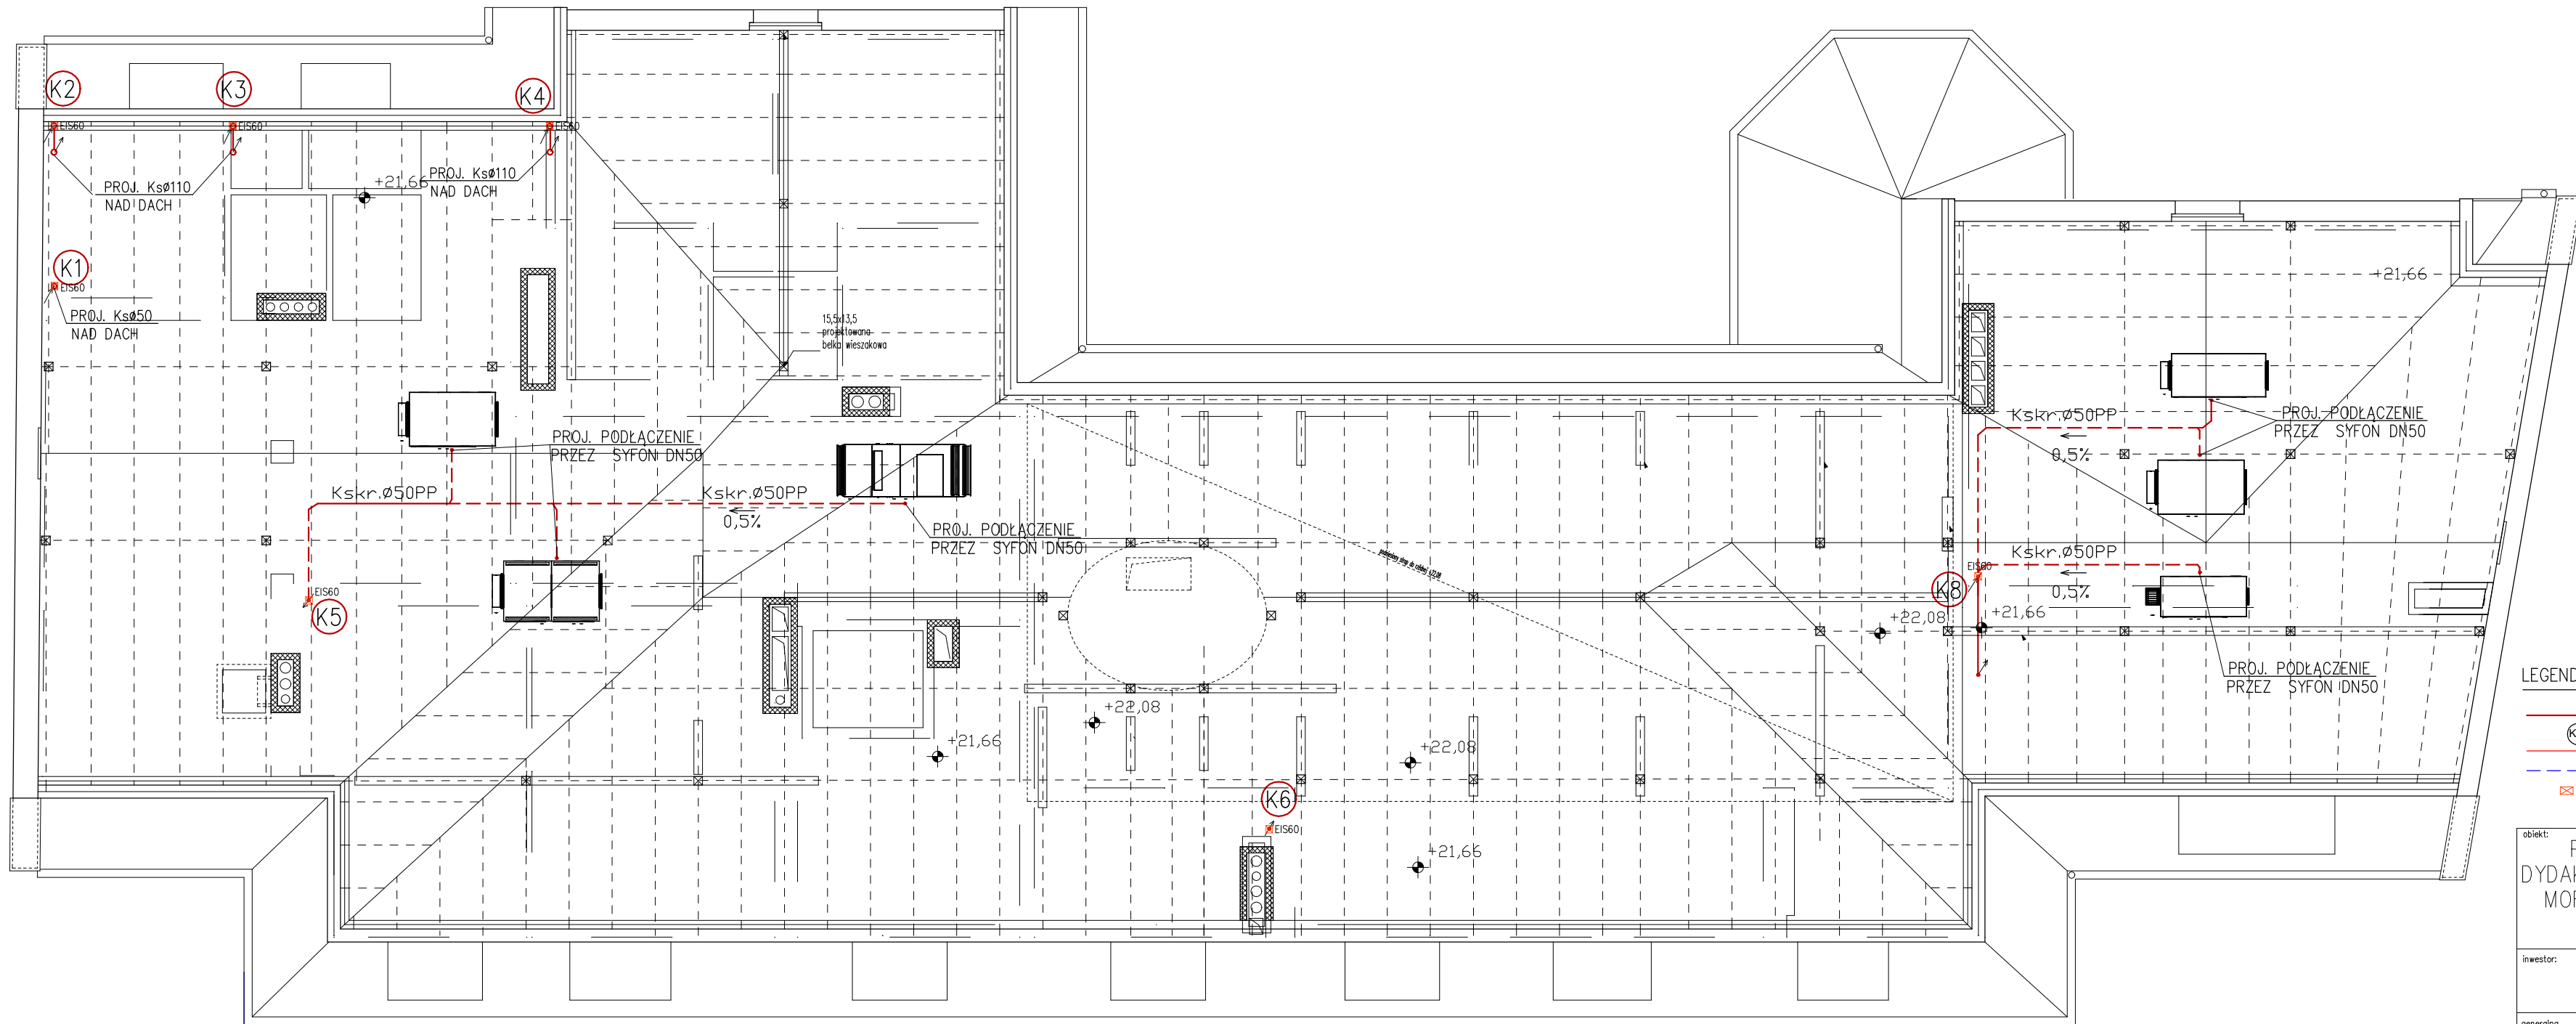 K2
K3
K4
EIS60
EIS60
EIS60
PROJ. Ksø110
NAD DACH
PROJ. Ksø110
NAD DACH
+21,66
K1
EIS60
PROJ. Ksø50
NAD DACH
15,5x13,5
projektowana
belka wieszakowa
+21,66
PROJ. PODŁĄCZENIE
PRZEZ SYFON DN50
Kskr.ø50PP
Kskr.ø50PP
0,5%
PROJ. PODŁĄCZENIE
PRZEZ SYFON DN50
Kskr.ø50PP
0,5%
PROJ. PODŁĄCZENIE
PRZEZ SYFON DN50
Kskr.ø50PP
0,5%
EIS60
K5
EIS60
K8
+22,08
+21,66
PROJ. PODŁĄCZENIE
PRZEZ SYFON DN50
+22,08
+21,66
+22,08
K6
EIS60
+21,66
LEGEND
K
obiekt:
DYDAK
MOR
inwestor: